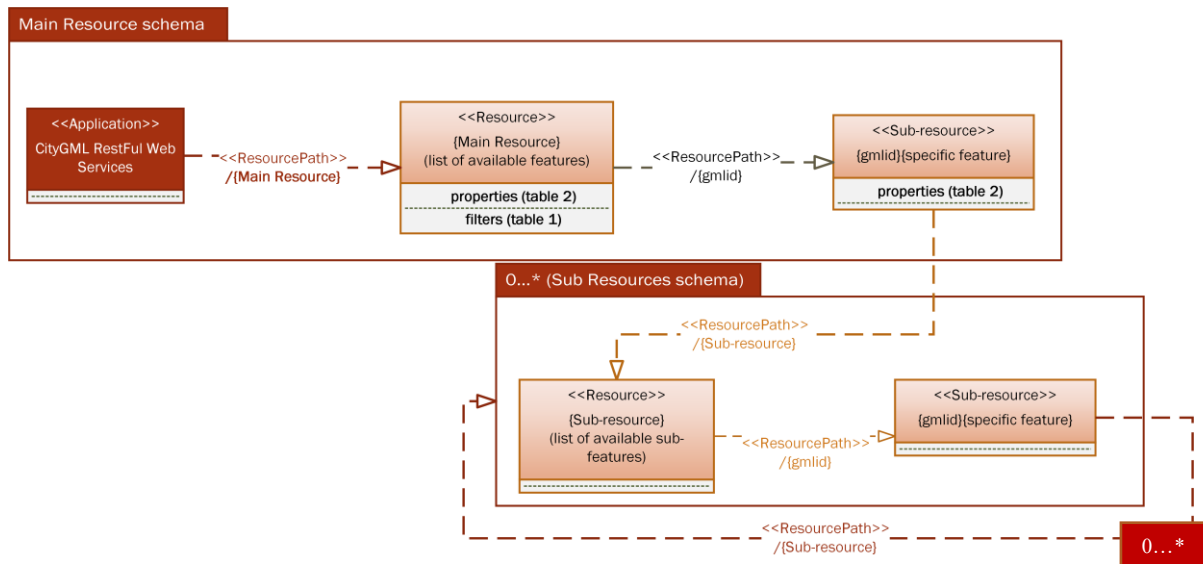 Main Resource schema
<<Application>>
CityGML RestFul Web
Services
<<ResourcePath>>
/{Main Resource}
<<Resource>>
{Main Resource}
(list of available features)
properties (table 2)
filters (table 1)
<<ResourcePath>>
/{gmlid}
<<Sub-resource>>
{gmlid}{specific feature}
properties (table 2)
0...* (Sub Resources schema)
<<ResourcePath>>
/{Sub-resource}
<<Resource>>
{Sub-resource}
(list of available sub-
features)
<<ResourcePath>>
/{gmlid}
<<Sub-resource>>
{gmlid}{specific feature}
<<ResourcePath>>
/{Sub-resource}
0...*